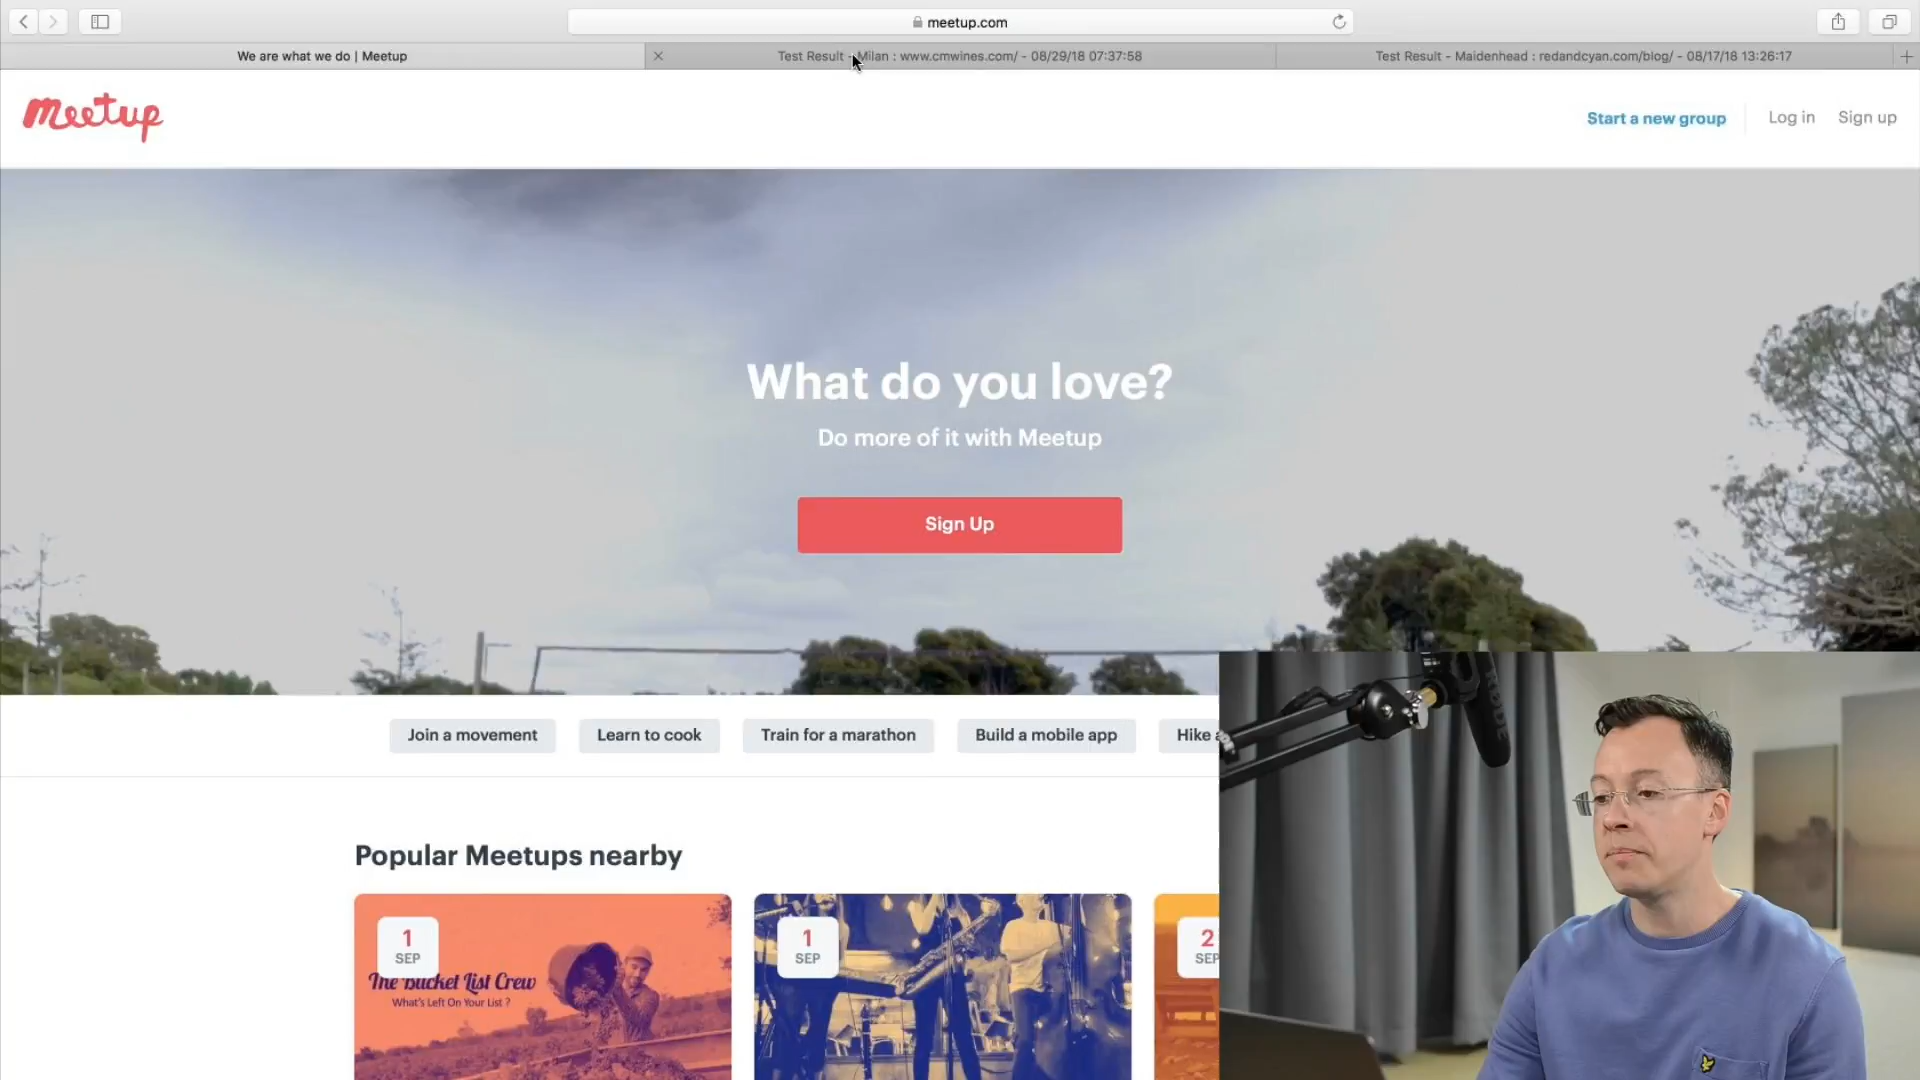 meetup.com
We are what we do | Meetup
Test Result - Milan : www.cmwines.com/ - 08/29/18 07:37:58
Test Result - Maidenhead : redandcyan.com/blog/ - 08/17/18 13:26:17
meetup
Start a new group
Log in
Sign up
What do you love?
Do more of it with Meetup
Sign Up
Join a movement
Learn to cook
Train for a marathon
Build a mobile app
Hike
Popular Meetups nearby
1
SEP
The Bucket List Crew
What's Left On Your List ?
1
SEP
2
SEP
RODE